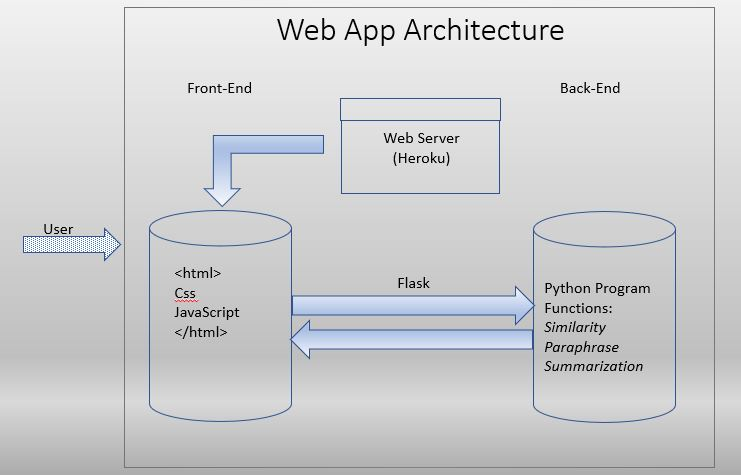 Web App Architecture
Front-End
Back-End
Web Server
(Heroku)
User
<html>
Css
JavaScript
</html>
Flask
Python Program
Functions:
Similarity
Paraphrase
Summarization